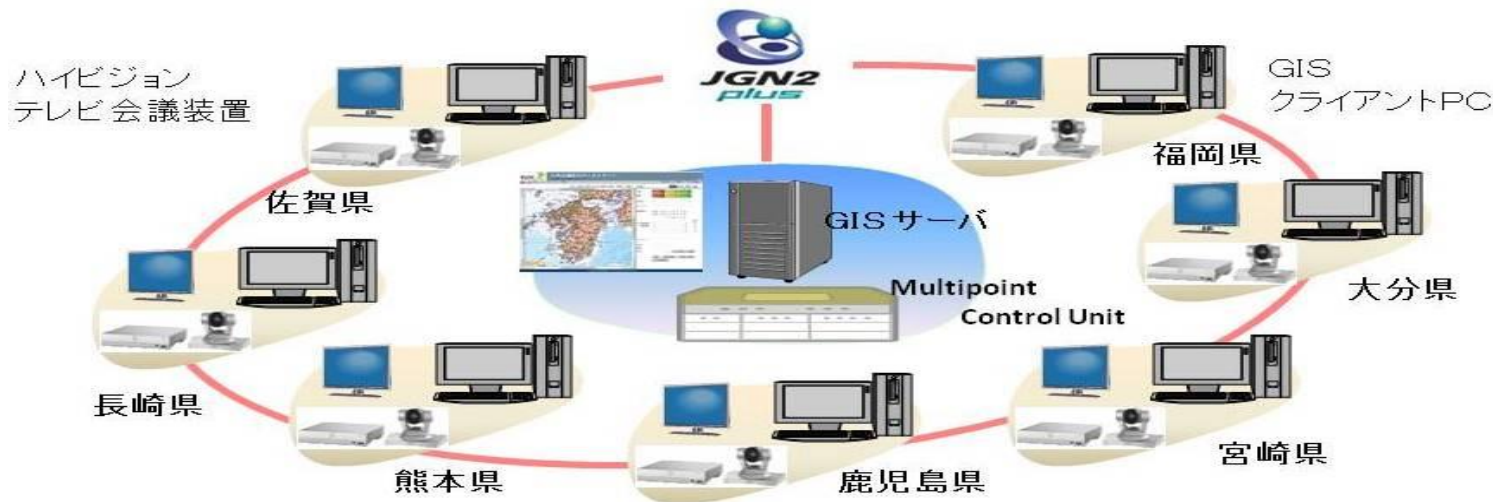 JGN2
plus
ハイビジョン
テレビ会議装置
GIS
クライアントPC
福岡県
佐賀県
GISサーバ
大分県
Multipoint
Control Unit
長崎県
宮崎県
熊本県
鹿児島県